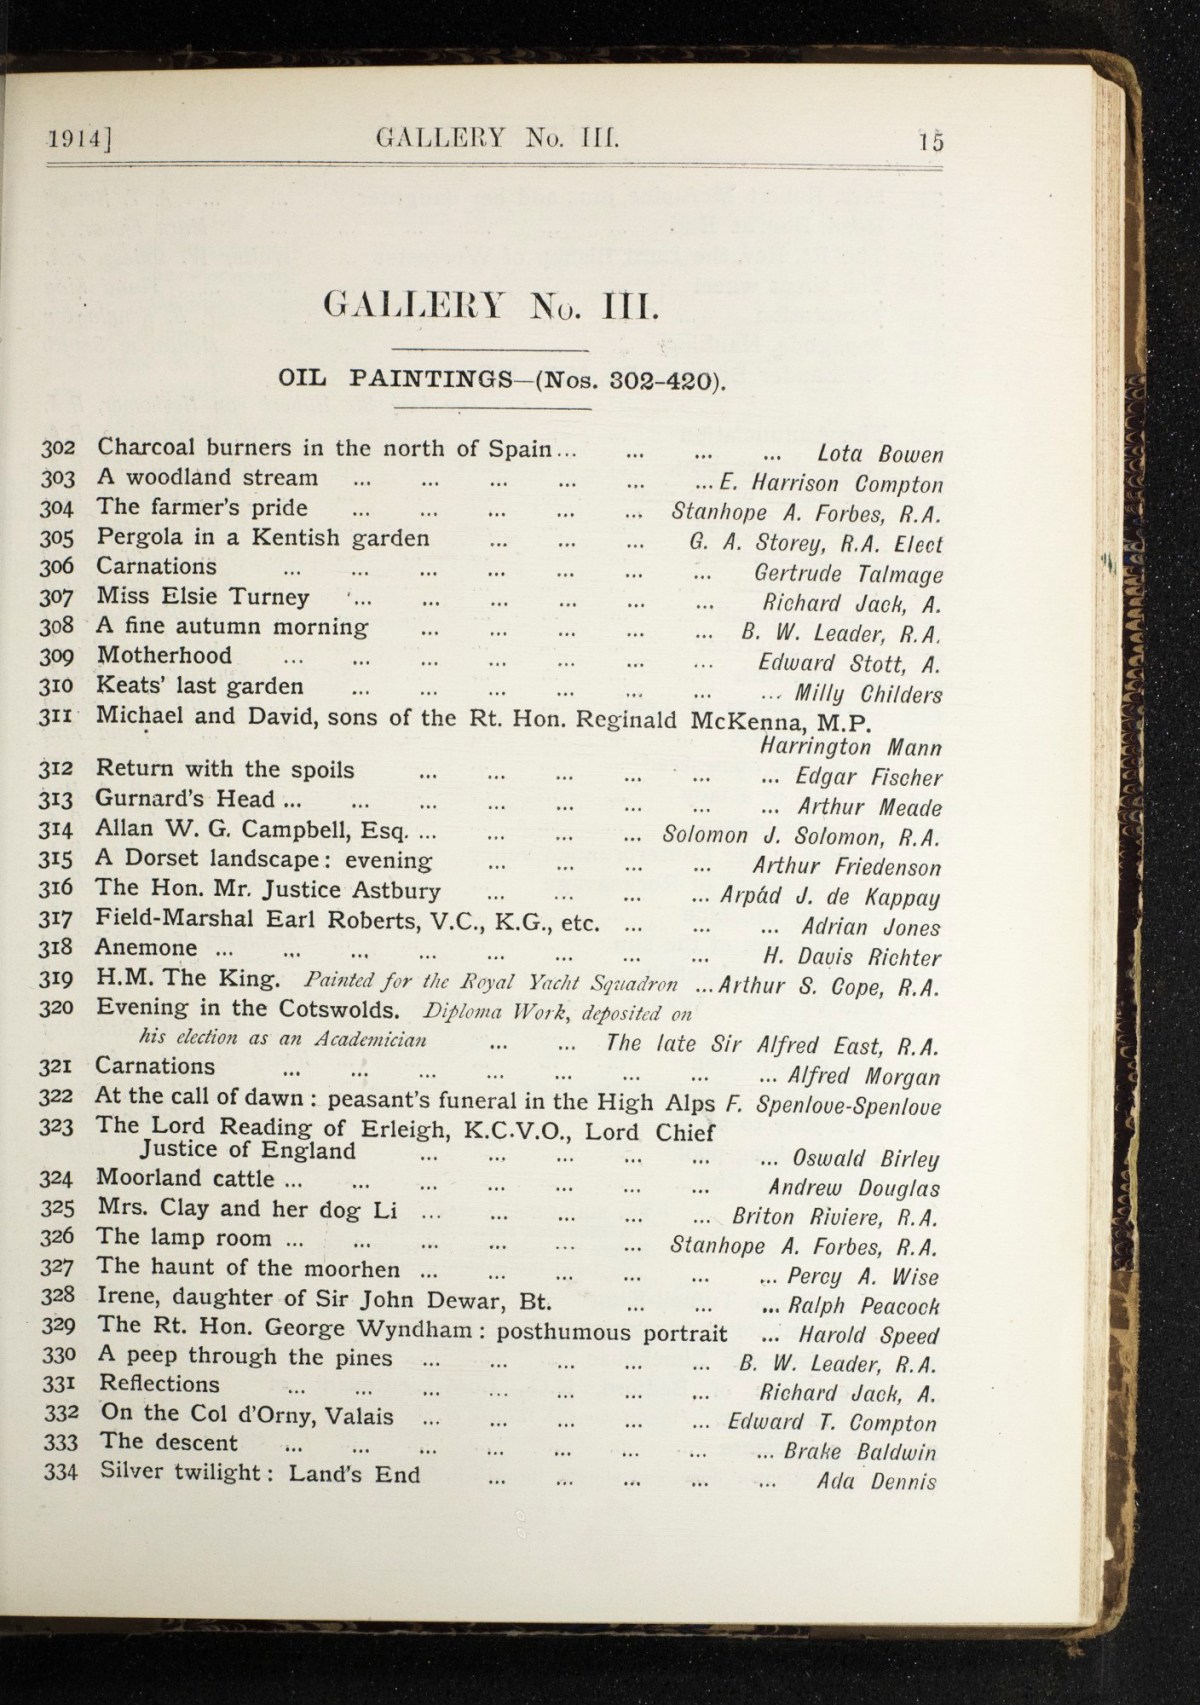 1914] GALLERY No. III. 15
GALLERY No. III.
OIL PAINTINGS—(Nos. 302-420).
302 Charcoal burners in the north of Spain ... ... ... ... Lota Bowen
303 A woodland stream ... ... ... ... ... ... E. Harrison Compton
304 The farmer's pride ... ... ... ... ... Stanhope A. Forbes, R.A.
305 Pergola in a Kentish garden ... ... ... G. A. Storey, R.A. Elect
306 Carnations ... ... ... ... ... ... ... Gertrude Talmage
307 Miss Elsie Turney ... ... ... ... ... ... Richard Jack, A.
308 A fine autumn morning ... ... ... ... ... B. W. Leader, R.A.
309 Motherhood ... ... ... ... ... ... ... Edward Stott, A.
310 Keats' last garden ... ... ... ... ... ... ... Milly Childers
311 Michael and David, sons of the Rt. Hon. Reginald McKenna, M.P.
Harrington Mann
312 Return with the spoils ... ... ... ... ... ... Edgar Fischer
313 Gurnard's Head ... ... ... ... ... ... ... ... Arthur Meade
314 Allan W. G. Campbell, Esq. ... ... ... ... Solomon J. Solomon, R.A.
315 A Dorset landscape: evening ... ... ... ... Arthur Friedenson
316 The Hon. Mr. Justice Astbury ... ... ... ... Arpád J. de Kappay
317 Field-Marshal Earl Roberts, V.C., K.G., etc. ... ... ... Adrian Jones
318 Anemone ... ... ... ... ... ... ... ... H. Davis Richter
319 H.M. The King. Painted for the Royal Yacht Squadron ... Arthur S. Cope, R.A.
320 Evening in the Cotswolds. Diploma Work, deposited on
his election as an Academician ... ... The late Sir Alfred East, R.A.
321 Carnations ... ... ... ... ... ... ... ... Alfred Morgan
322 At the call of dawn : peasant's funeral in the High Alps F. Spenlove-Spenlove
323 The Lord Reading of Erleigh, K.C.V.O., Lord Chief
Justice of England ... ... ... ... ... ... Oswald Birley
324 Moorland cattle ... ... ... ... ... ... ... Andrew Douglas
325 Mrs. Clay and her dog Li ... ... ... ... ... Briton Riviere, R.A.
326 The lamp room ... ... ... ... ... ... Stanhope A. Forbes, R.A.
327 The haunt of the moorhen ... ... ... ... ... ... Percy A. Wise
328 Irene, daughter of Sir John Dewar, Bt. ... ... ... Ralph Peacock
329 The Rt. Hon. George Wyndham : posthumous portrait ... Harold Speed
330 A peep through the pines ... ... ... ... ... B. W. Leader, R.A.
331 Reflections ... ... ... ... ... ... ... Richard Jack, A.
332 On the Col d'Orny, Valais ... ... ... ... ... Edward T. Compton
333 The descent ... ... ... ... ... ... ... ... Brake Baldwin
334 Silver twilight : Land's End ... ... ... ... ... Ada Dennis